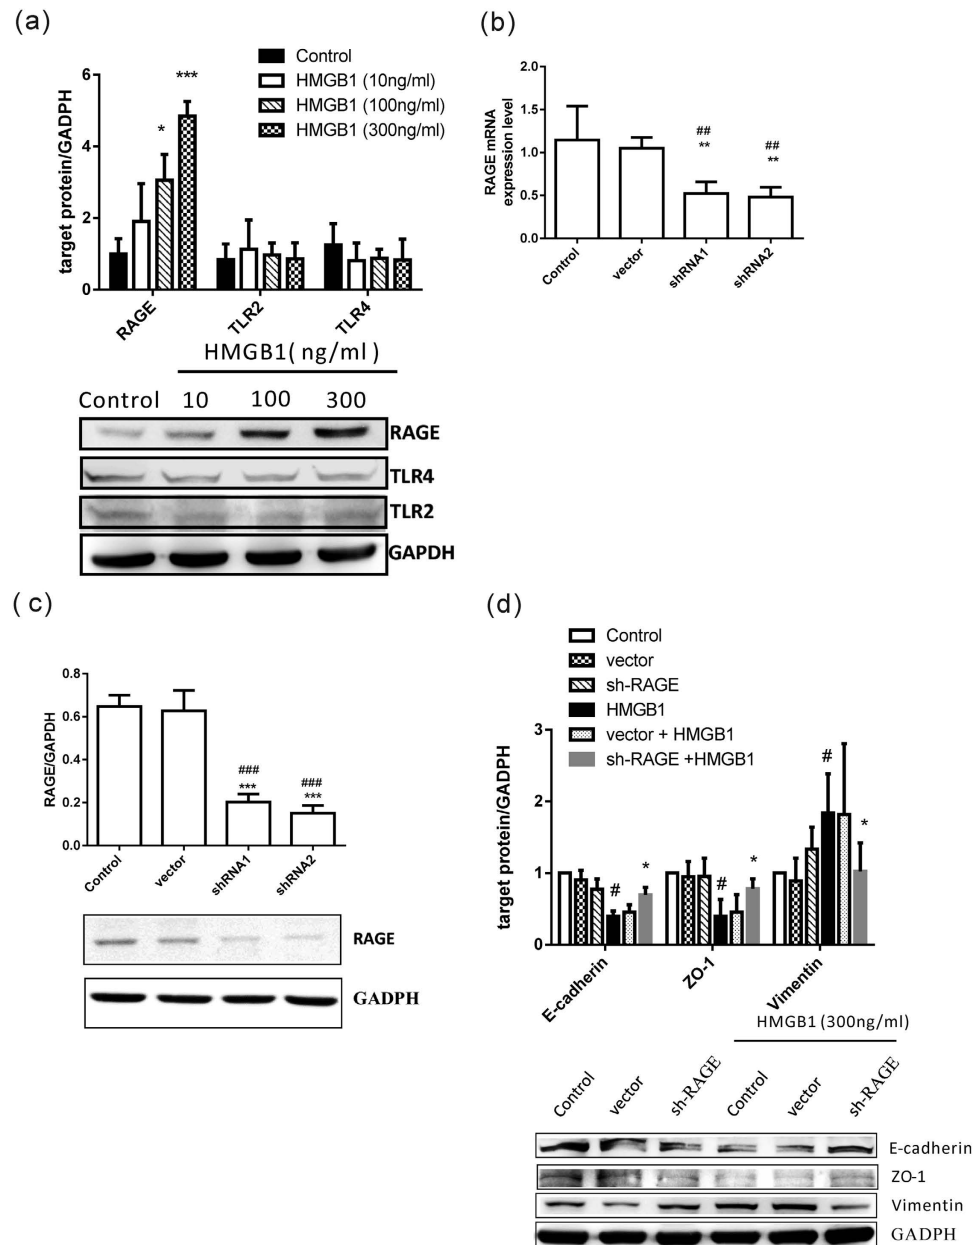 (a)
Control
HMGB1 (10ng/ml)
HMGB1 (100ng/ml)
HMGB1 (300ng/ml)
target protein/GADPH
6
4
2
0
*
***
RAGE
TLR2
TLR4
HMGB1( ng/ml )
Control 10 100 300
RAGE
TLR4
TLR2
GAPDH
(b)
RAGE mRNA
expression level
2.0
1.5
1.0
0.5
0.0
##
**
##
**
Control
vector
shRNA1
shRNA2
( c)
RAGE/GAPDH
0.8
0.6
0.4
0.2
0.0
###
***
###
***
Control
vector
shRNA1
shRNA2
RAGE
GADPH
(d)
Control
vector
sh-RAGE
HMGB1
vector + HMGB1
sh-RAGE +HMGB1
target protein/GADPH
3
2
1
0
#
*
#
*
#
*
E-cadherin
ZO-1
Vimentin
HMGB1 (300ng/ml)
Control
vector
sh-RAGE
Control
vector
sh-RAGE
E-cadherin
ZO-1
Vimentin
GADPH